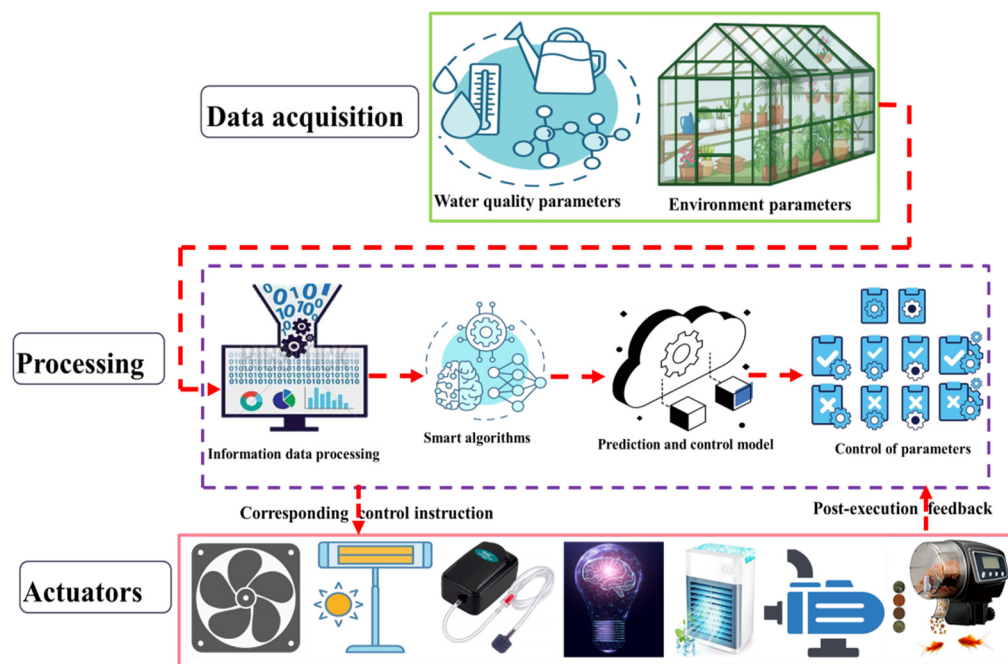 Data acquisition
Water quality parameters
Environment parameters
Processing
Information data processing
Smart algorithms
Prediction and control model
Control of parameters
Corresponding control instruction
Post-execution feedback
Actuators